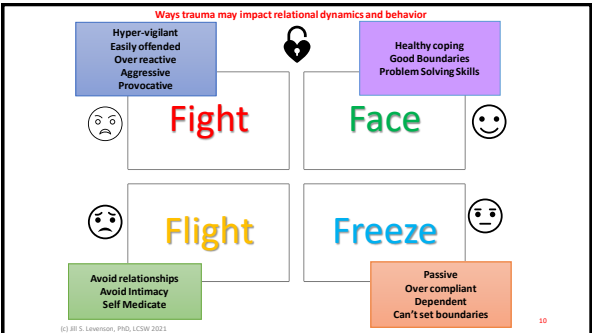 Ways trauma may impact relational dynamics and behavior
Hyper-vigilant
Easily offended
Over reactive
Aggressive
Provocative
Healthy coping
Good Boundaries
Problem Solving Skills
Fight
Face
Flight
Freeze
Avoid relationships
Avoid Intimacy
Self Medicate
Passive
Over compliant
Dependent
Can't set boundaries
(c) Jill S. Levenson, PhD, LCSW 2021
10